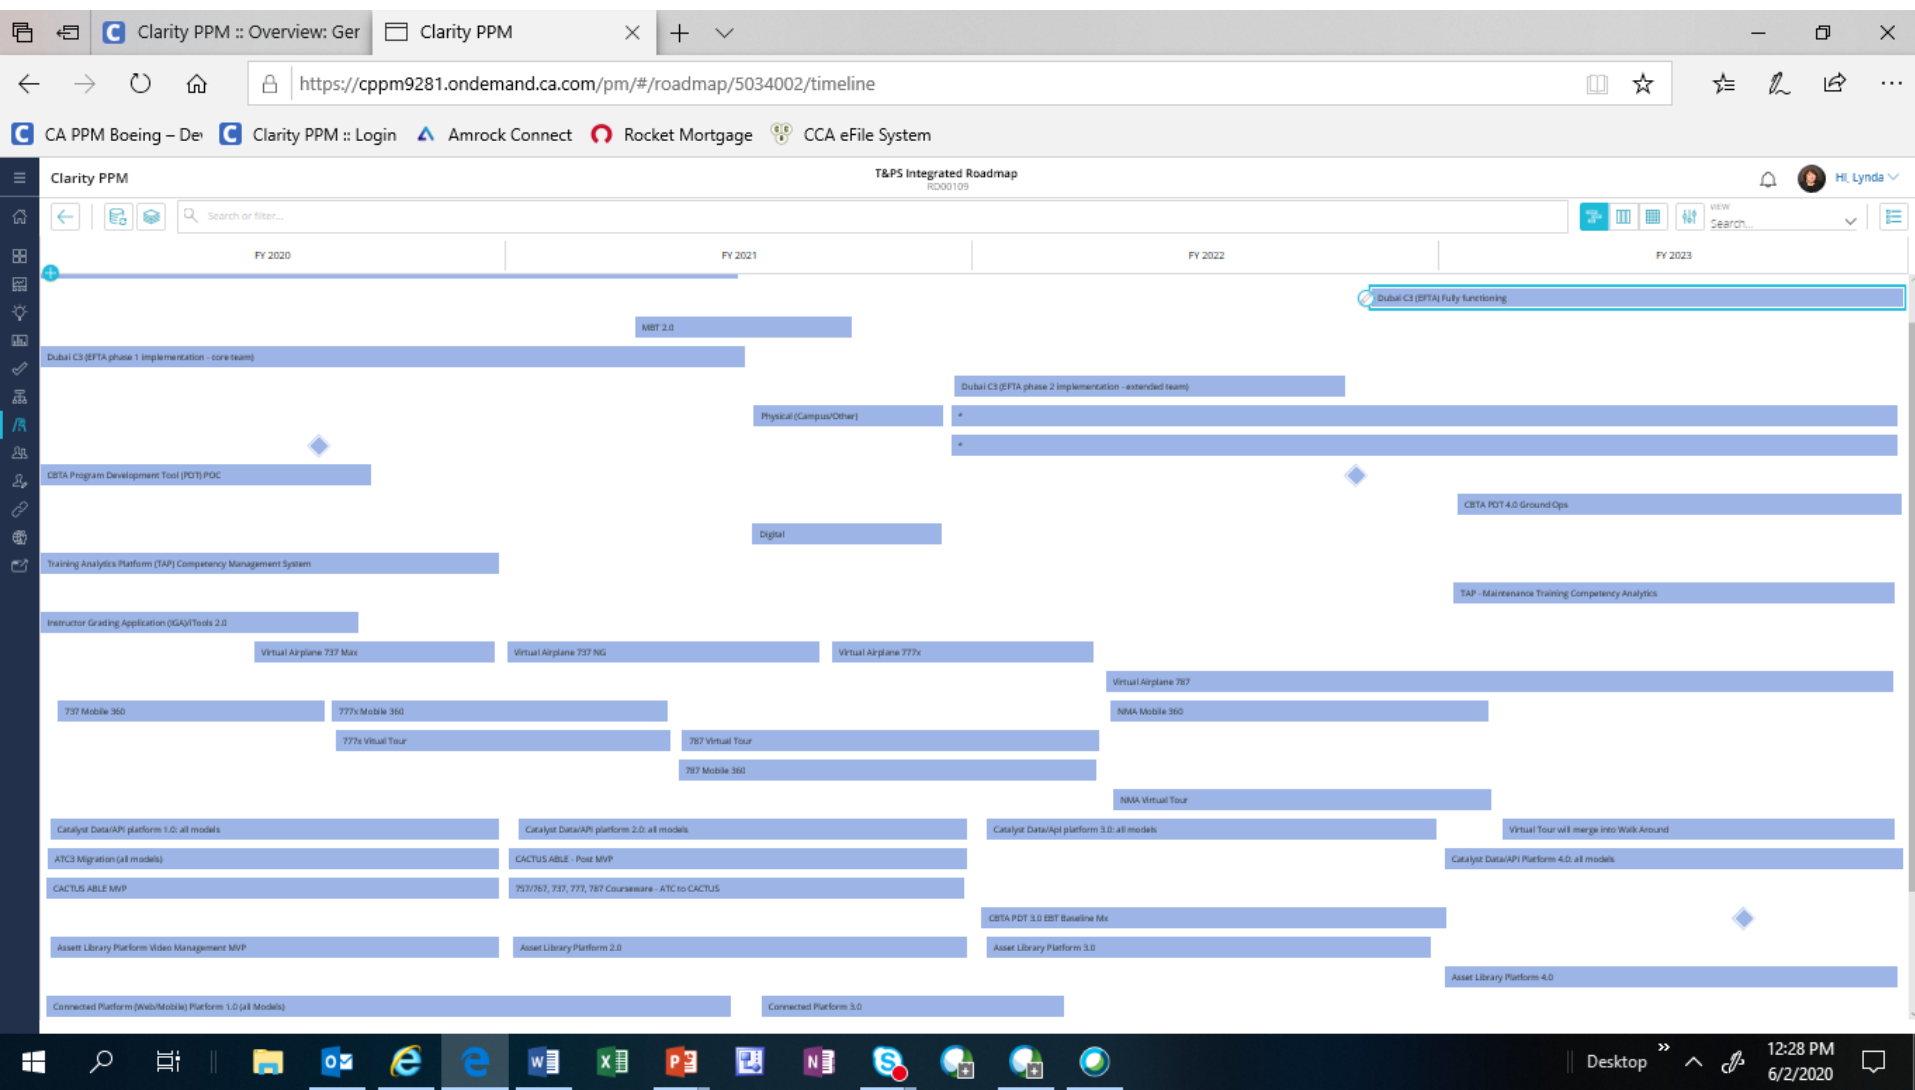 Clarity PPM :: Overview: Ger
Clarity PPM
https://cppm9281.ondemand.ca.com/pm/#/roadmap/5034002/timeline
CA PPM Boeing – De
Clarity PPM :: Login
Amrock Connect
Rocket Mortgage
CCA eFile System
Clarity PPM
T&PS Integrated Roadmap
RD00109
Hi, Lynda
Search or filter...
VIEW
Search...
FY 2020
FY 2021
FY 2022
FY 2023
Dubai C3 (EFTA) Fully functioning
MBT 2.0
Dubai C3 (EFTA phase 1 implementation - core team)
Dubai C3 (EFTA phase 2 implementation - extended team)
Physical (Campus/Other)
CBTA Program Development Tool (PDT) POC
CBTA PDT 4.0 Ground Ops
Digital
Training Analytics Platform (TAP) Competency Management System
TAP - Maintenance Training Competency Analytics
Instructor Grading Application (IGA)/iTools 2.0
Virtual Airplane 737 Max
Virtual Airplane 737 NG
Virtual Airplane 777x
Virtual Airplane 787
737 Mobile 360
777x Mobile 360
NMA Mobile 360
777x Vitual Tour
787 Virtual Tour
787 Mobile 360
NMA Virtual Tour
Catalyst Data/API platform 1.0: all models
Catalyst Data/API platform 2.0: all models
Catalyst Data/Api platform 3.0: all models
Virtual Tour will merge into Walk Around
ATC3 Migration (all models)
CACTUS ABLE - Post MVP
Catalyst Data/API Platform 4.0: all models
CACTUS ABLE MVP
757/767, 737, 777, 787 Courseware - ATC to CACTUS
CBTA PDT 3.0 EBT Baseline Mx
Assett Library Platform Video Management MVP
Asset Library Platform 2.0
Asset Library Platform 3.0
Asset Library Platform 4.0
Connected Platform (Web/Mobile) Platform 1.0 (all Models)
Connected Platform 3.0
Desktop
12:28 PM
6/2/2020